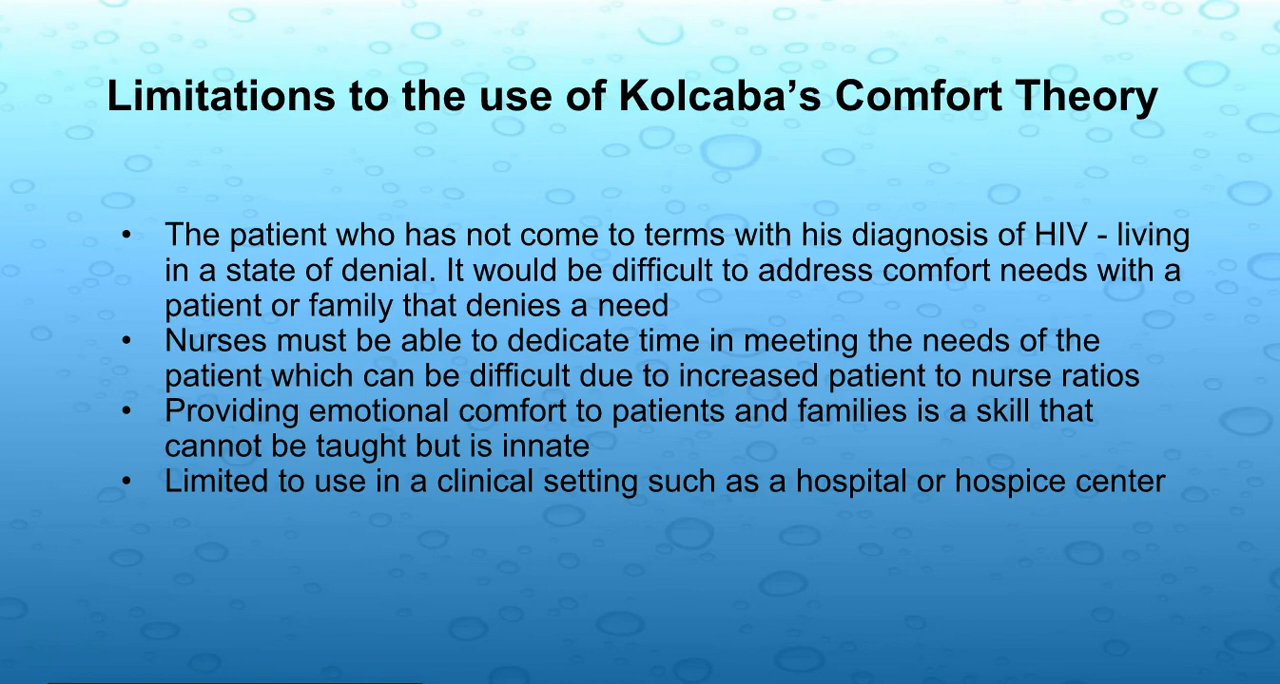 Limitations to the use of Kolcaba’s Comfort Theory
• The patient who has not come to terms with his diagnosis of HIV - living
in a state of denial. It would be difficult to address comfort needs with a
patient or family that denies a need
• Nurses must be able to dedicate time in meeting the needs of the
patient which can be difficult due to increased patient to nurse ratios
• Providing emotional comfort to patients and families is a skill that
cannot be taught but is innate
• Limited to use in a clinical setting such as a hospital or hospice center